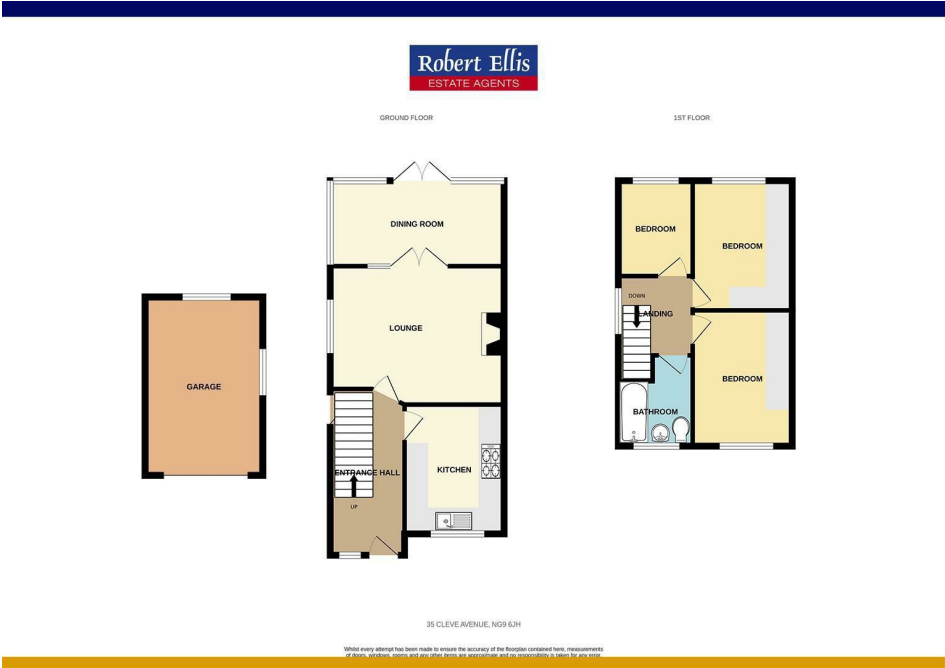 Robert Ellis
ESTATE AGENTS
GROUND FLOOR
1ST FLOOR
DINING ROOM
BEDROOM
BEDROOM
DOWN
LANDING
LOUNGE
GARAGE
BEDROOM
BATHROOM
ENTRANCE HALL
KITCHEN
UP
35 CLEVE AVENUE, NG9 6JH
Whilst every attempt has been made to ensure the accuracy of the floorplan contained here, measurements
of doors, windows, rooms and any other items are approximate and no responsibility is taken for any error,